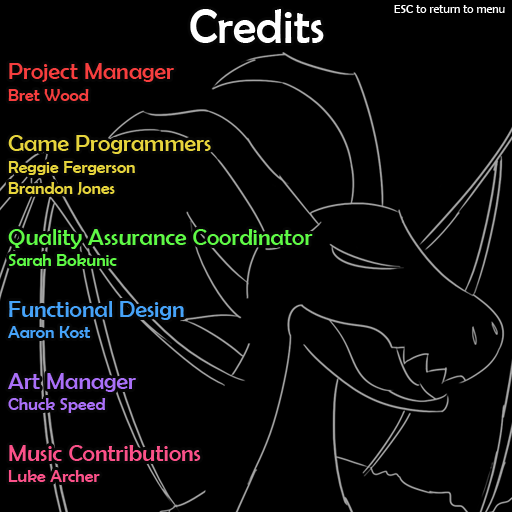 Credits
ESC to return to menu
Project Manager
Bret Wood
Game Programmers
Reggie Fergerson
Brandon Jones
Quality Assurance Coordinator
Sarah Bokunic
Functional Design
Aaron Kost
Art Manager
Chuck Speed
Music Contributions
Luke Archer